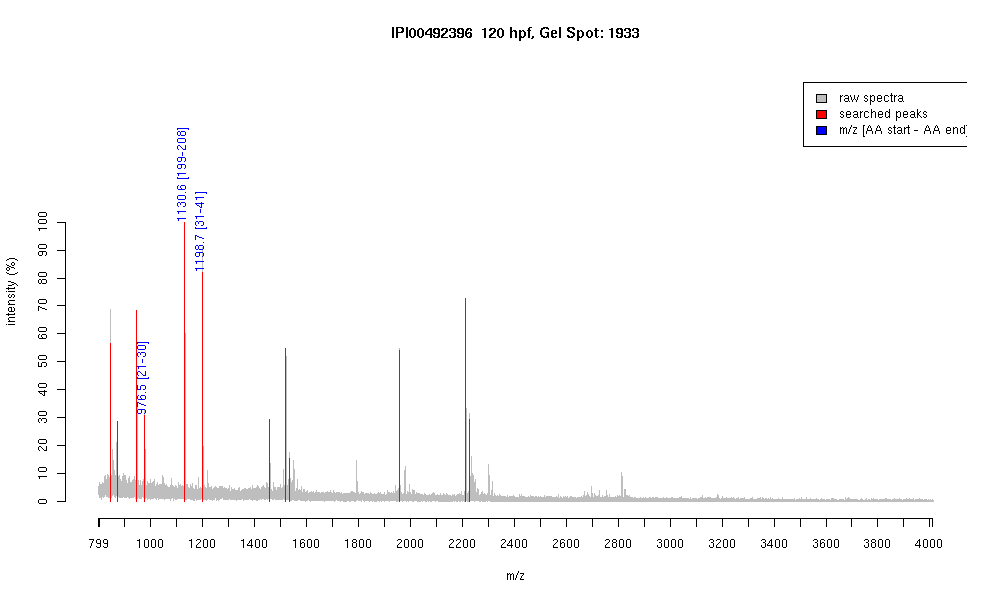 IPI00492396 120 hpf, Gel Spot: 1933
raw spectra
searched peaks
m/z [AA start - AA end]
1130.6 [199-208]
1198.7 [31-41]
976.5 [21-30]
intensity (%)
100
90
80
70
60
50
40
30
20
10
0
799 1000 1200 1400 1600 1800 2000 2200 2400 2600 2800 3000 3200 3400 3600 3800 4000
m/z